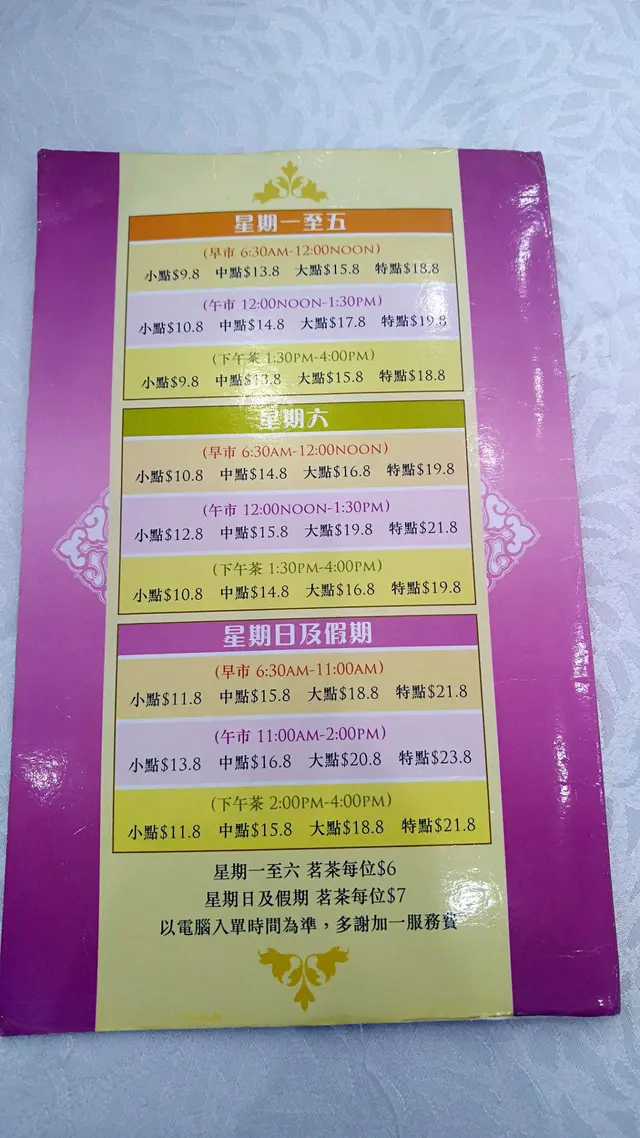 星期一至五
(早市 6:30AM-12:00NOON)
小點$9.8 中點$13.8 大點$15.8 特點$18.8
(午市 12:00NOON-1:30PM)
小點$10.8 中點$14.8 大點$17.8 特點$19.8
(下午茶 1:30PM-4:00PM)
小點$9.8 中點$13.8 大點$15.8 特點$18.8
星期六
(早市 6:30AM-12:00NOON)
小點$10.8 中點$14.8 大點$16.8 特點$19.8
(午市 12:00NOON-1:30PM)
小點$12.8 中點$15.8 大點$19.8 特點$21.8
(下午茶 1:30PM-4:00PM)
小點$10.8 中點$14.8 大點$16.8 特點$19.8
星期日及假期
(早市 6:30AM-11:00AM)
小點$11.8 中點$15.8 大點$18.8 特點$21.8
(午市 11:00AM-2:00PM)
小點$13.8 中點$16.8 大點$20.8 特點$23.8
(下午茶 2:00PM-4:00PM)
小點$11.8 中點$15.8 大點$18.8 特點$21.8
星期一至六 茗茶每位$6
星期日及假期 茗茶每位$7
以電腦入單時間為準，多謝加一服務費